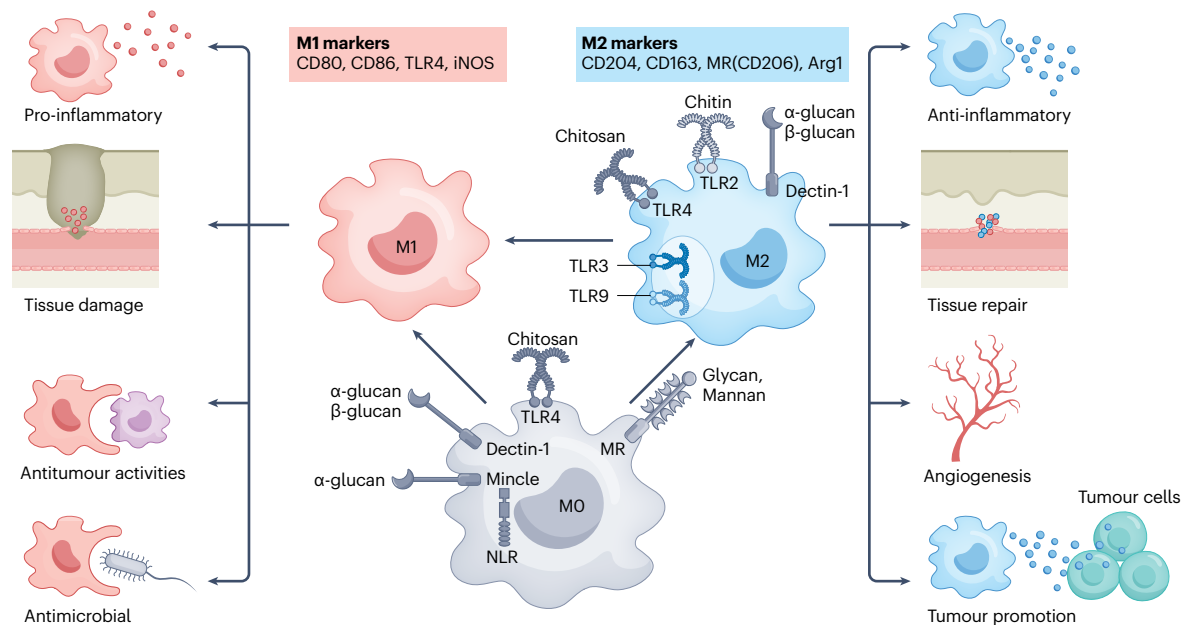 M1 markers
CD80, CD86, TLR4, iNOS
M2 markers
CD204, CD163, MR(CD206), Arg1
Pro-inflammatory
Tissue damage
Antitumour activities
Antimicrobial
M1
Chitosan
TLR4
Chitin
TLR2
α-glucan
β-glucan
Dectin-1
M2
TLR3
TLR9
Chitosan
TLR4
α-glucan
β-glucan
Dectin-1
α-glucan
Mincle
NLR
M0
MR
Glycan,
Mannan
Anti-inflammatory
Tissue repair
Angiogenesis
Tumour cells
Tumour promotion